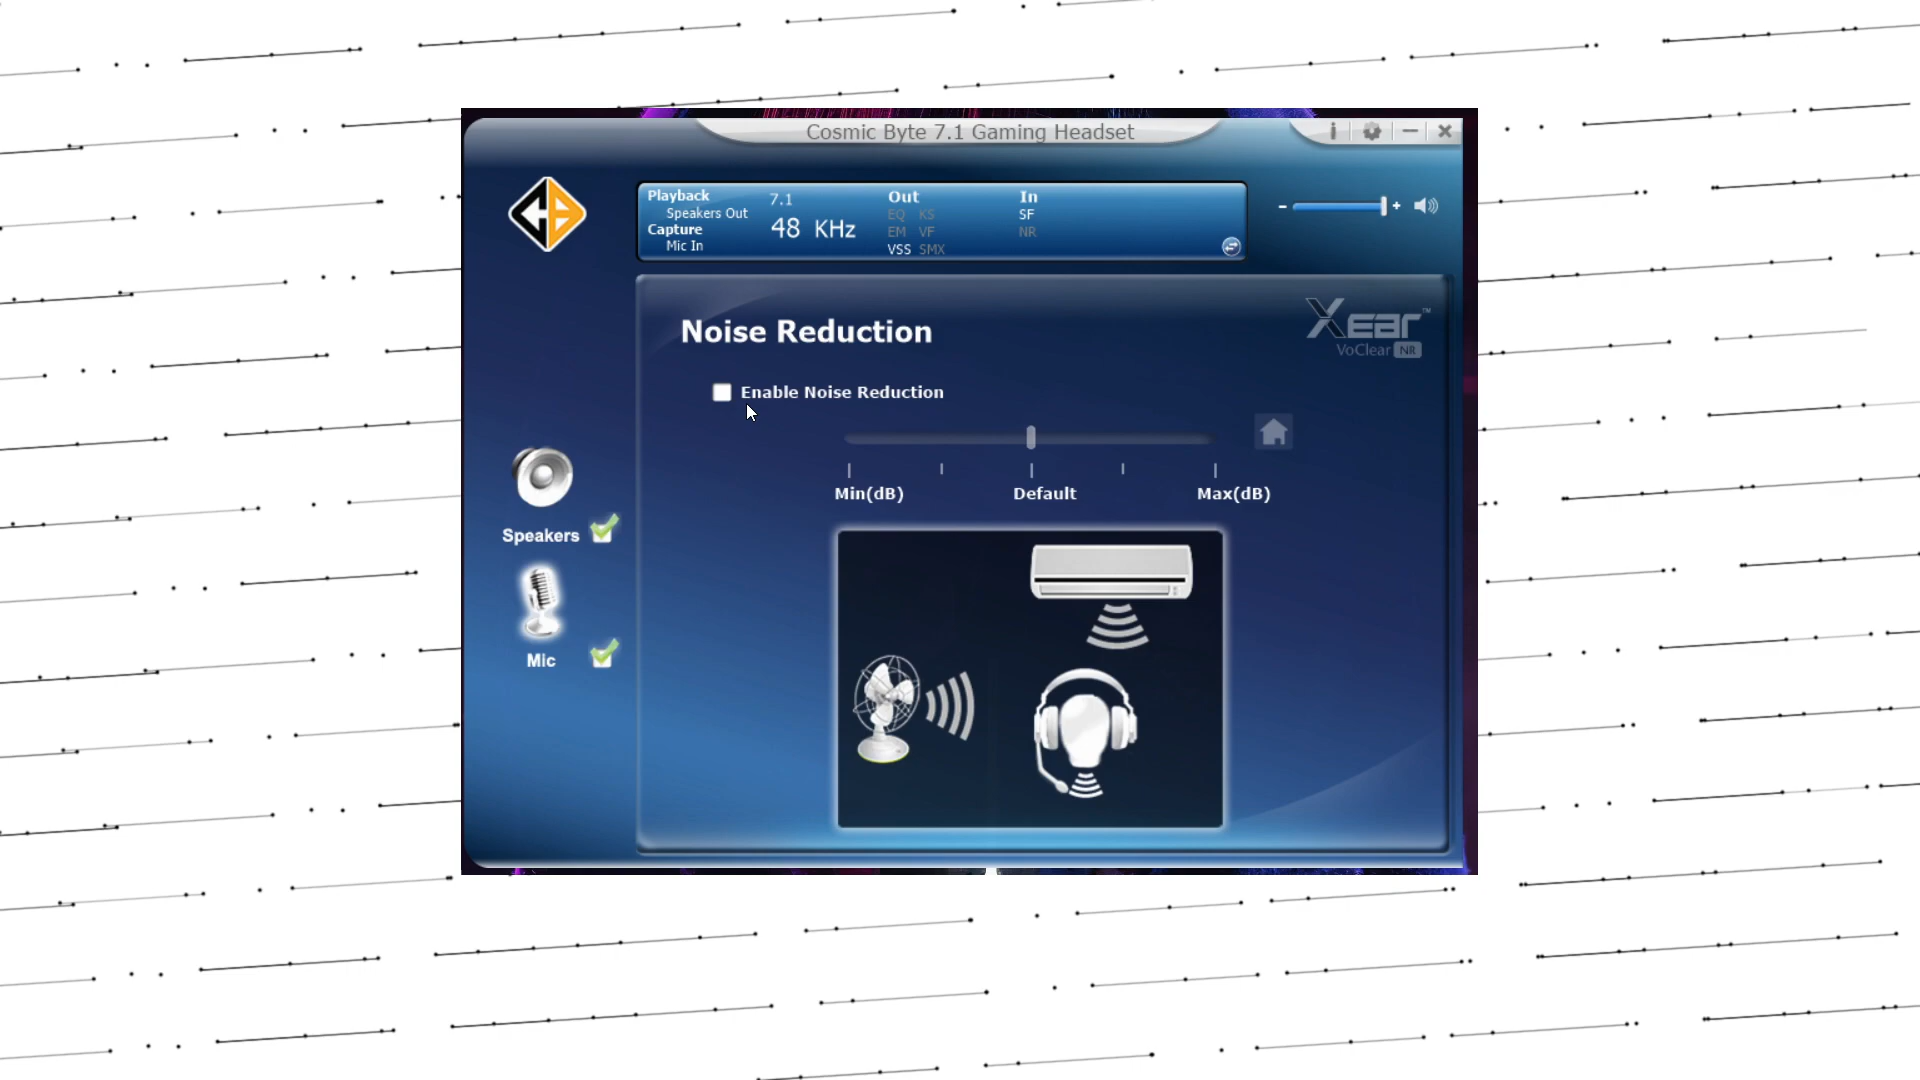 Cosmic Byte 7.1 Gaming Headset
Playback
Speakers Out
Capture
Mic In
7.1
48 KHz
Out
EQ KS
EM VF
VSS SMX
In
SF
NR
- +
Noise Reduction
Xear™
VoClear NR
Enable Noise Reduction
Min(dB) Default Max(dB)
Speakers
Mic